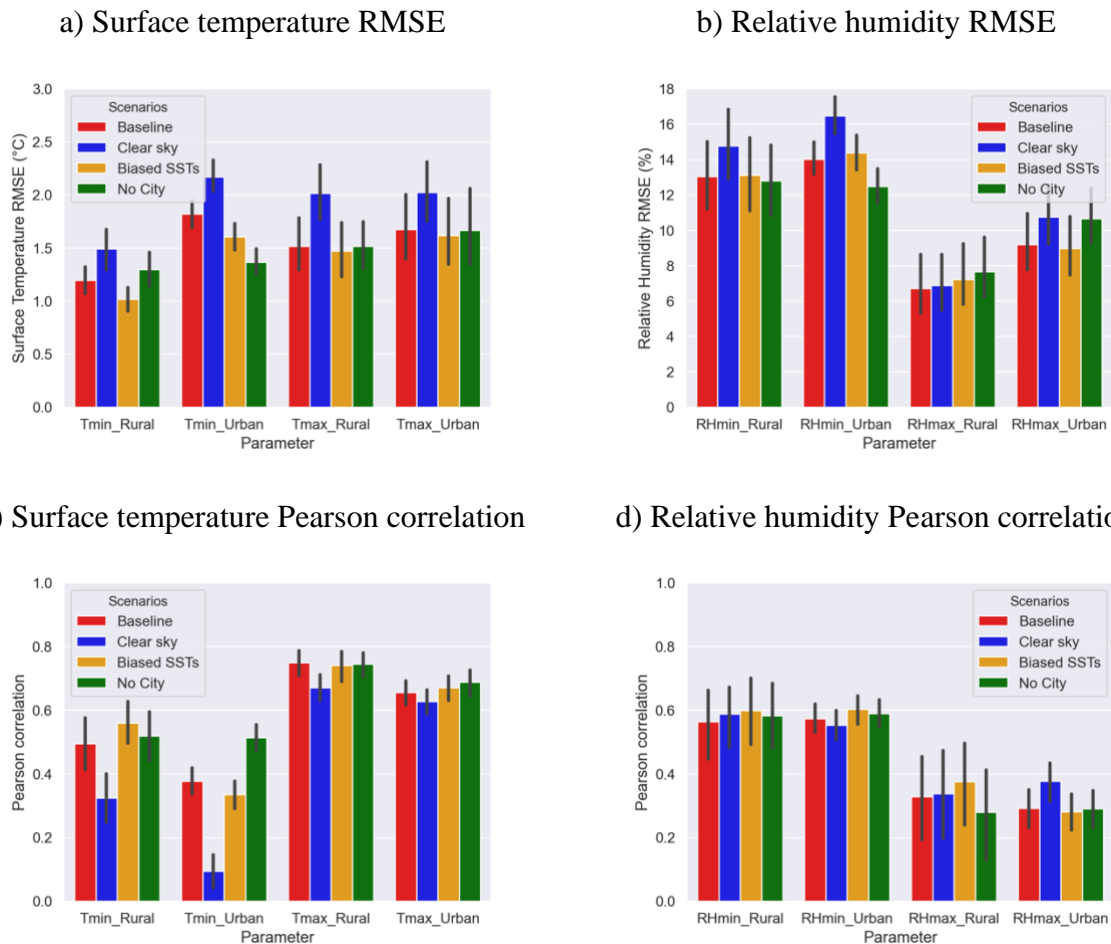 a) Surface temperature RMSE
b) Relative humidity RMSE
3.0
2.5
2.0
1.5
1.0
0.5
0.0
Surface Temperature RMSE (°C)
Scenarios
Baseline
Clear sky
Biased SSTs
No City
Tmin_Rural Tmin_Urban Tmax_Rural Tmax_Urban
Parameter
18
16
14
12
10
8
6
4
2
0
Relative Humidity RMSE (%)
Scenarios
Baseline
Clear sky
Biased SSTs
No City
RHmin_Rural RHmin_Urban RHmax_Rural RHmax_Urban
Parameter
) Surface temperature Pearson correlation
d) Relative humidity Pearson correlatio
1.0
0.8
0.6
0.4
0.2
0.0
Pearson correlation
Scenarios
Baseline
Clear sky
Biased SSTs
No City
Tmin_Rural Tmin_Urban Tmax_Rural Tmax_Urban
Parameter
1.0
0.8
0.6
0.4
0.2
0.0
Pearson correlation
Scenarios
Baseline
Clear sky
Biased SSTs
No City
RHmin_Rural RHmin_Urban RHmax_Rural RHmax_Urban
Parameter